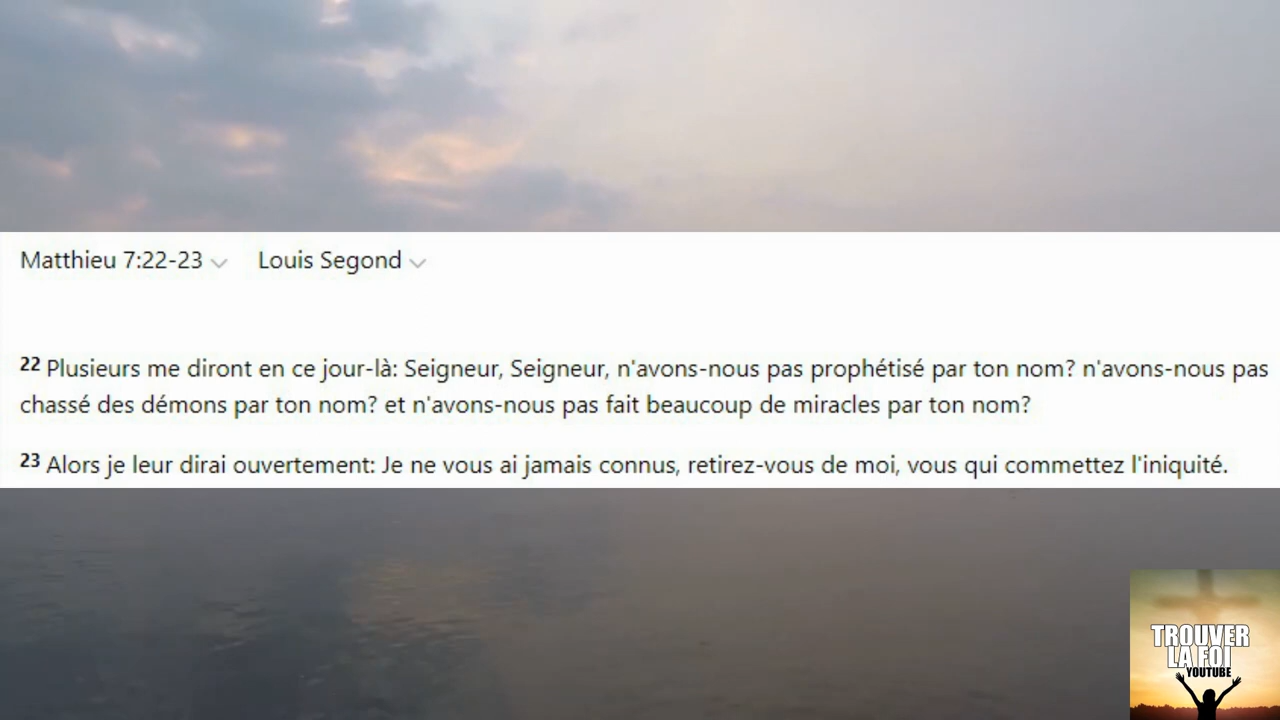 Matthieu 7:22-23 Louis Segond
22 Plusieurs me diront en ce jour-là: Seigneur, Seigneur, n'avons-nous pas prophétisé par ton nom? n'avons-nous pas
chassé des démons par ton nom? et n'avons-nous pas fait beaucoup de miracles par ton nom?
23 Alors je leur dirai ouvertement: Je ne vous ai jamais connus, retirez-vous de moi, vous qui commettez l'iniquité.
TROUVER
LA FOI
YOUTUBE